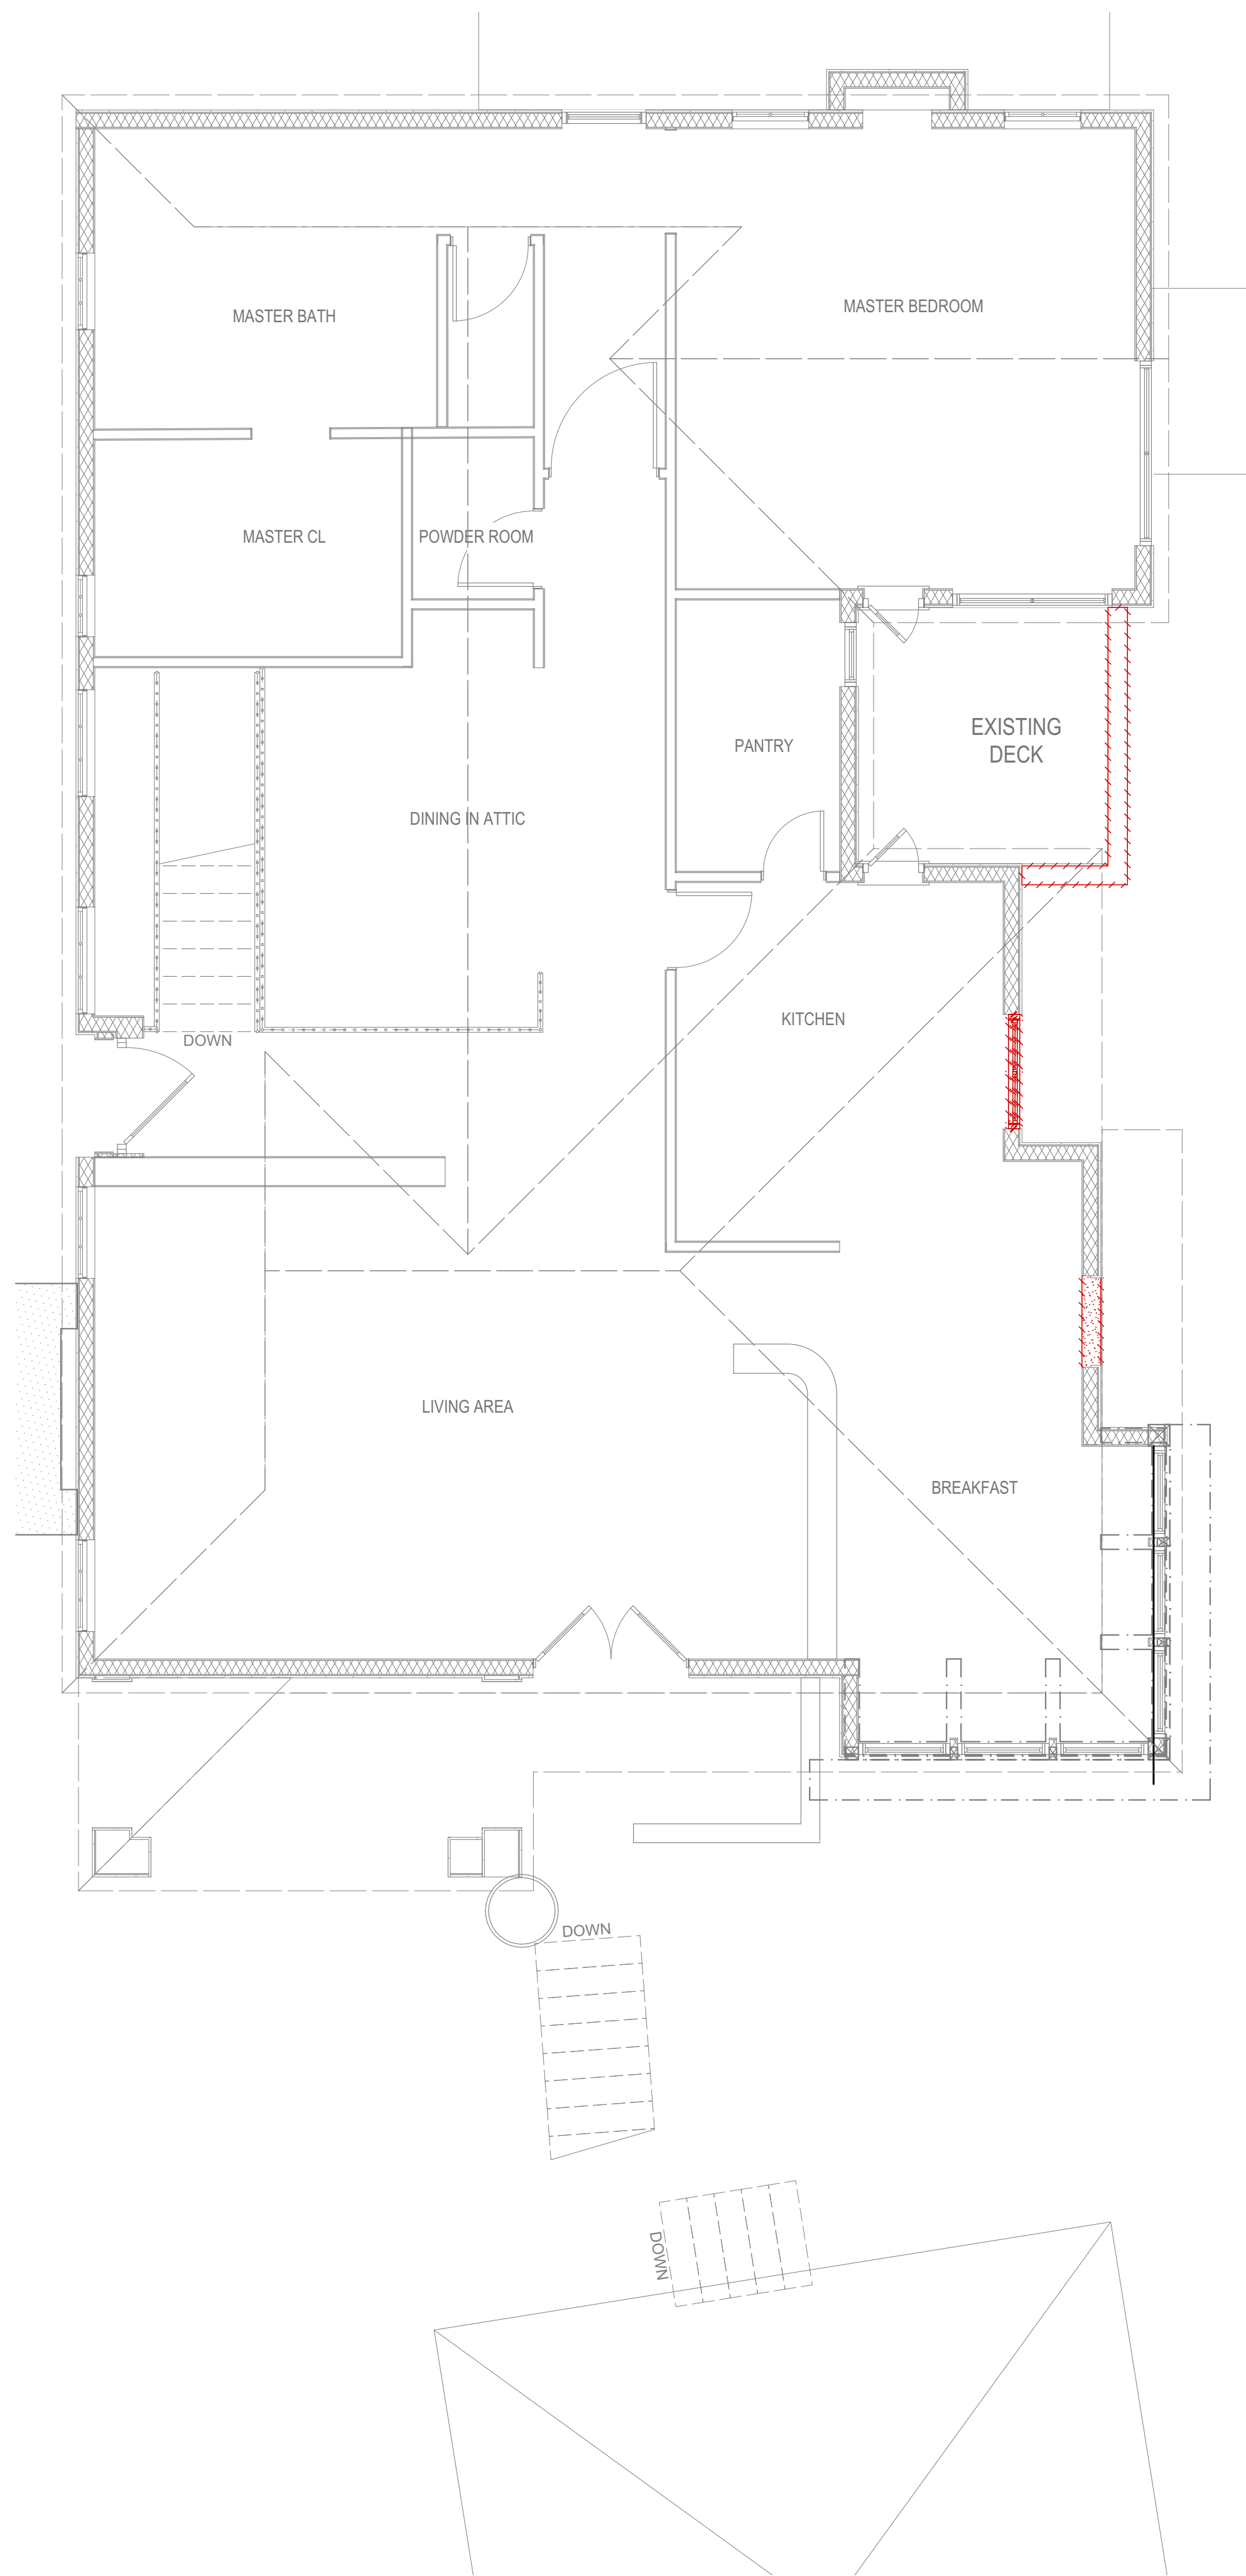 MASTER BATH
MASTER BEDROOM
MASTER CL
POWDER ROOM
EXISTING
DECK
PANTRY
DINING IN ATTIC
KITCHEN
DOWN
LIVING AREA
BREAKFAST
DOWN
DOWN